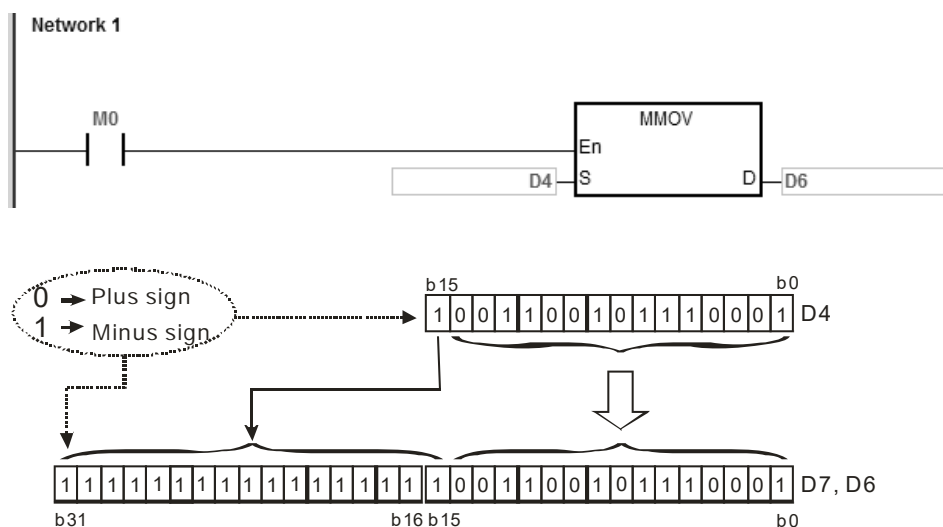 Network 1
M0
MMOV
En
D4 S D D6
b15 b0
0 Plus sign
1 Minus sign
1 0 0 1 1 0 0 1 0 1 1 1 0 0 0 1 D4
1 1 1 1 1 1 1 1 1 1 1 1 1 1 1 1 1 0 0 1 1 0 0 1 0 1 1 1 0 0 0 1 D7, D6
b31 b16 b15 b0